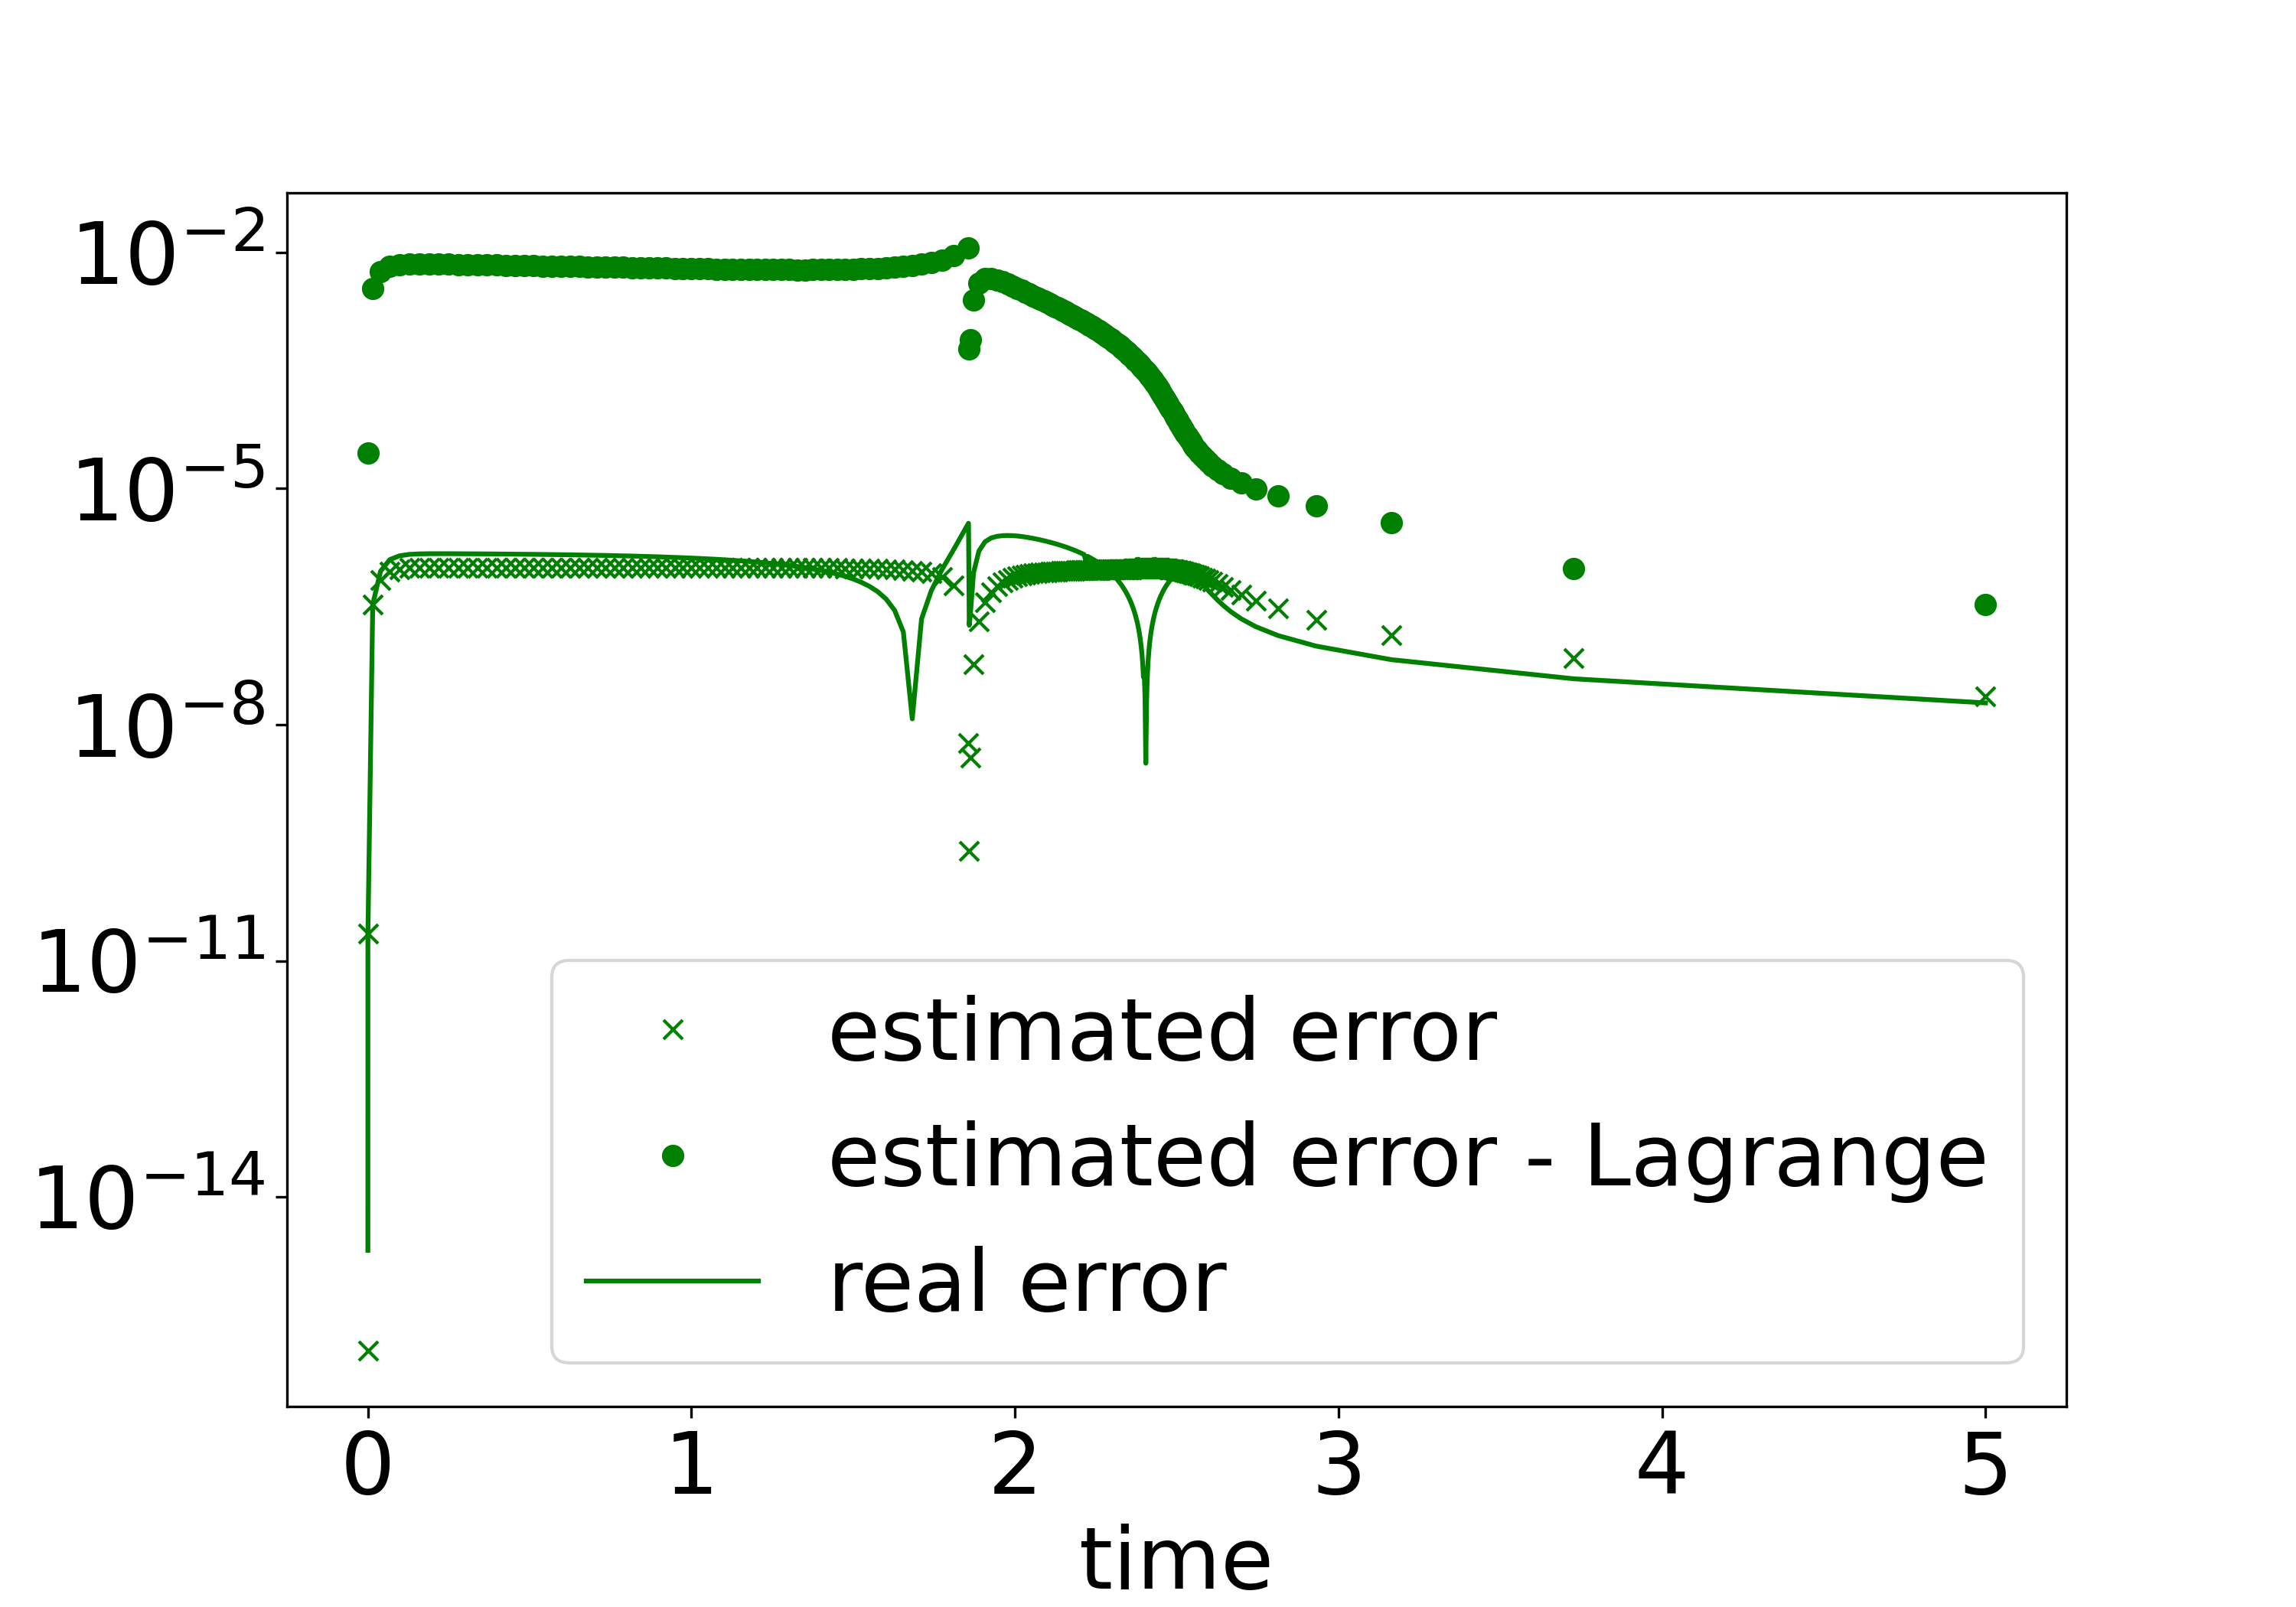 10⁻²
10⁻⁵
10⁻⁸
10⁻¹¹
10⁻¹⁴
estimated error
estimated error - Lagrange
real error
0 1 2 3 4 5
time